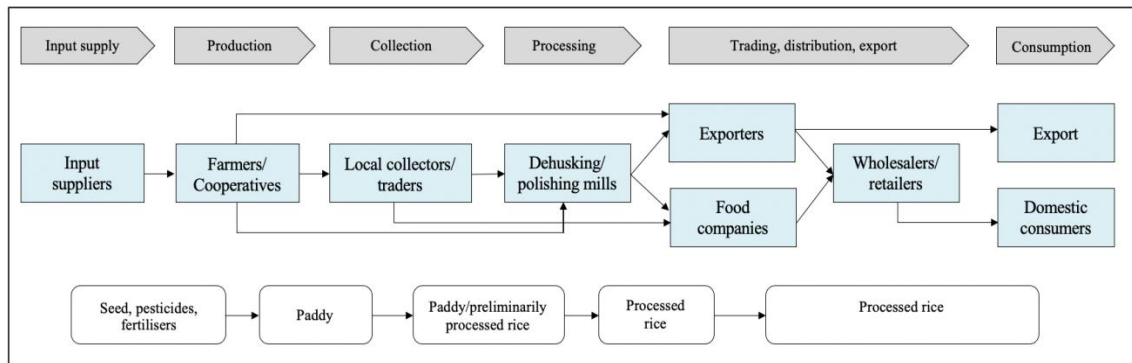 Input supply
Production
Collection
Processing
Trading, distribution, export
Consumption
Input
suppliers
Farmers/
Cooperatives
Local collectors/
traders
Dehusking/
polishing mills
Exporters
Food
companies
Wholesalers/
retailers
Export
Domestic
consumers
Seed, pesticides,
fertilisers
Paddy
Paddy/preliminarily
processed rice
Processed
rice
Processed rice